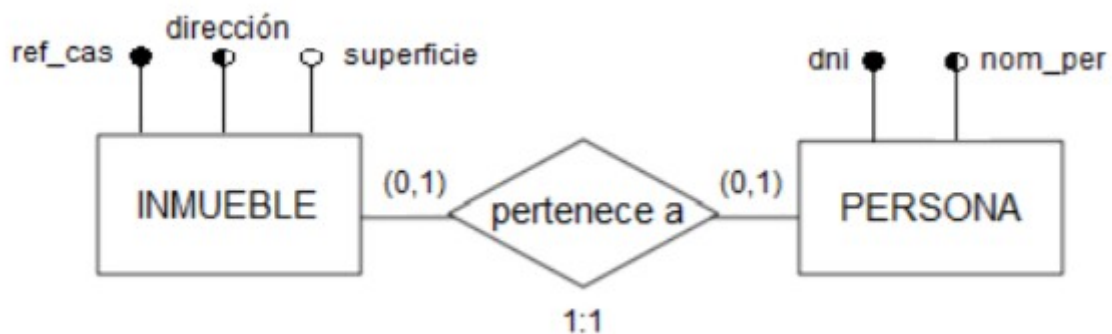 dirección
ref_cas
superficie
dni
nom_per
INMUEBLE
(0,1)
pertenece a
(0,1)
PERSONA
1:1